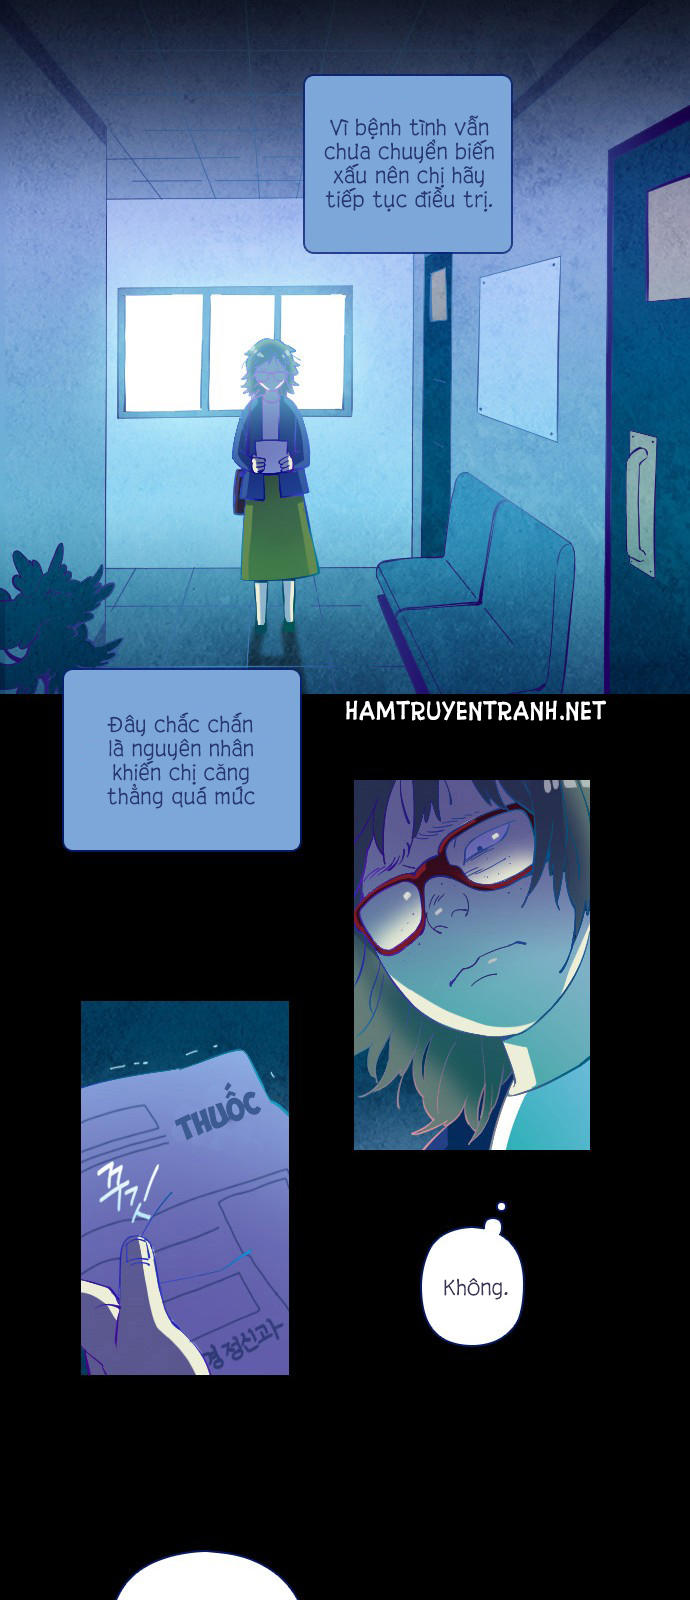 Vì bệnh tình vẫn
chưa chuyển biến
xấu nên chị hãy
tiếp tục điều trị.
Đây chắc chắn
là nguyên nhân
khiến chị căng
thẳng quá mức
HAMTRUYENTRANH.NET
THUỐC
꾸깃!
경정신과
Không.